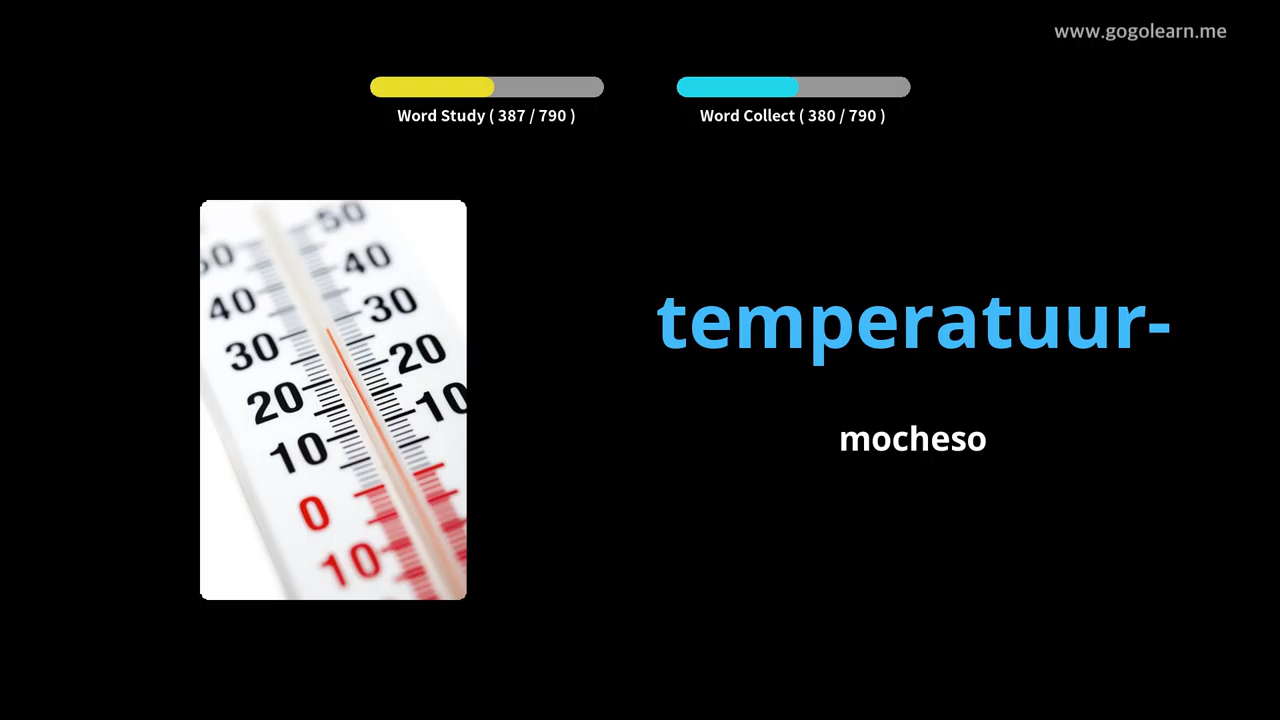 www.gogolearn.me
Word Study ( 387 / 790 )
Word Collect ( 380 / 790 )
temperatuur-
mocheso
50
50
40
40
30
30
20
20
10
10
0
10